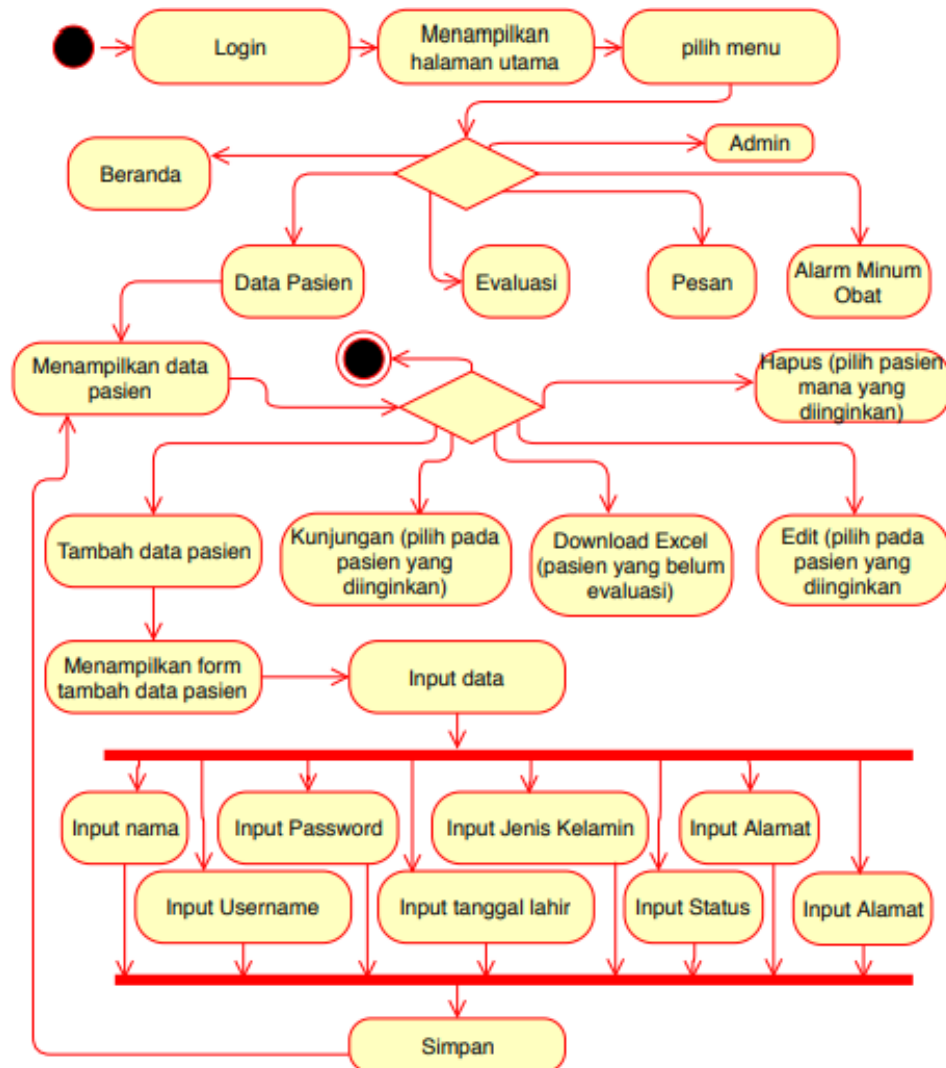 Login
Menampilkan
halaman utama
pilih menu
Admin
Beranda
Data Pasien
Evaluasi
Pesan
Alarm Minum
Obat
Menampilkan data
pasien
Hapus (pilih pasien
mana yang
diinginkan)
Tambah data pasien
Kunjungan (pilih pada
pasien yang
diinginkan)
Download Excel
(pasien yang belum
evaluasi)
Edit (pilih pada
pasien yang
diinginkan
Menampilkan form
tambah data pasien
Input data
Input nama
Input Password
Input Jenis Kelamin
Input Alamat
Input Username
Input tanggal lahir
Input Status
Input Alamat
Simpan